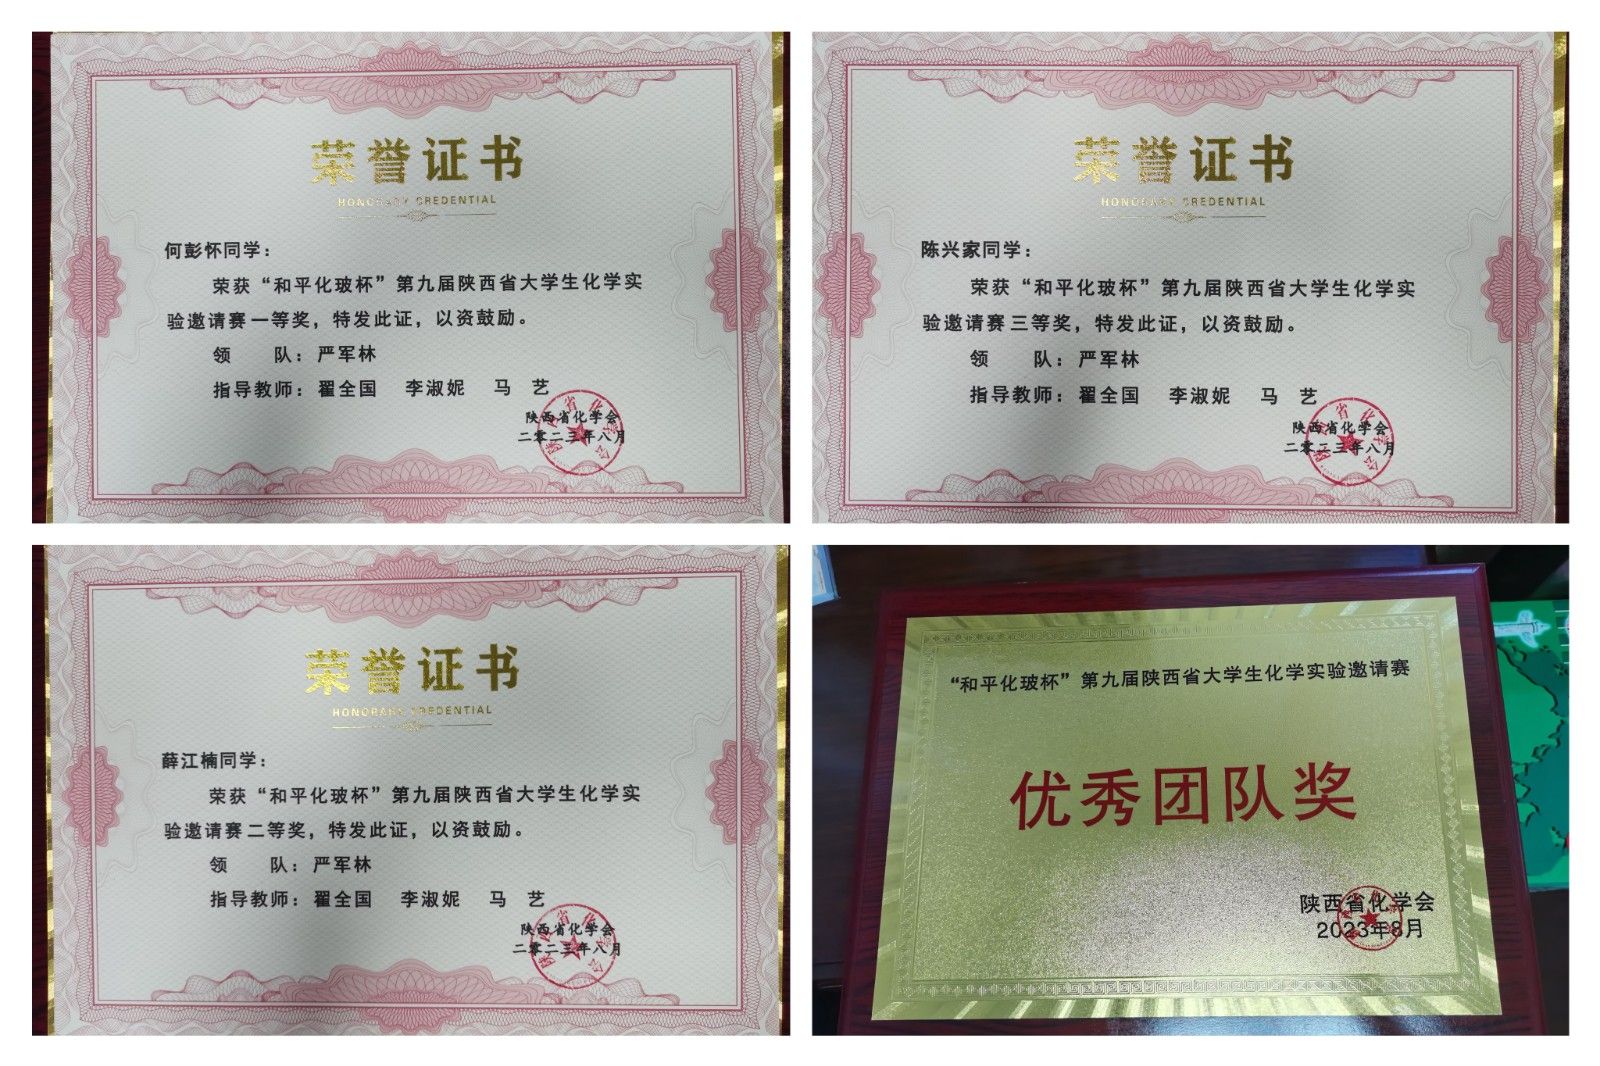 荣誉证书
HONORARY CREDENTIAL
何彭怀同学：
荣获“和平化玻杯”第九届陕西省大学生化学实
验邀请赛一等奖，特发此证，以资鼓励。
领 队：严军林
指导教师：翟全国 李淑妮 马 艺
陕西省化学会
二零二三年八月
荣誉证书
HONORARY CREDENTIAL
陈兴家同学：
荣获“和平化玻杯”第九届陕西省大学生化学实
验邀请赛三等奖，特发此证，以资鼓励。
领 队：严军林
指导教师：翟全国 李淑妮 马 艺
陕西省化学会
二零二三年八月
荣誉证书
HONORARY CREDENTIAL
薛江楠同学：
荣获“和平化玻杯”第九届陕西省大学生化学实
验邀请赛二等奖，特发此证，以资鼓励。
领 队：严军林
指导教师：翟全国 李淑妮 马 艺
陕西省化学会
二零二三年八月
“和平化玻杯”第九届陕西省大学生化学实验邀请赛
优秀团队奖
陕西省化学会
2023年8月